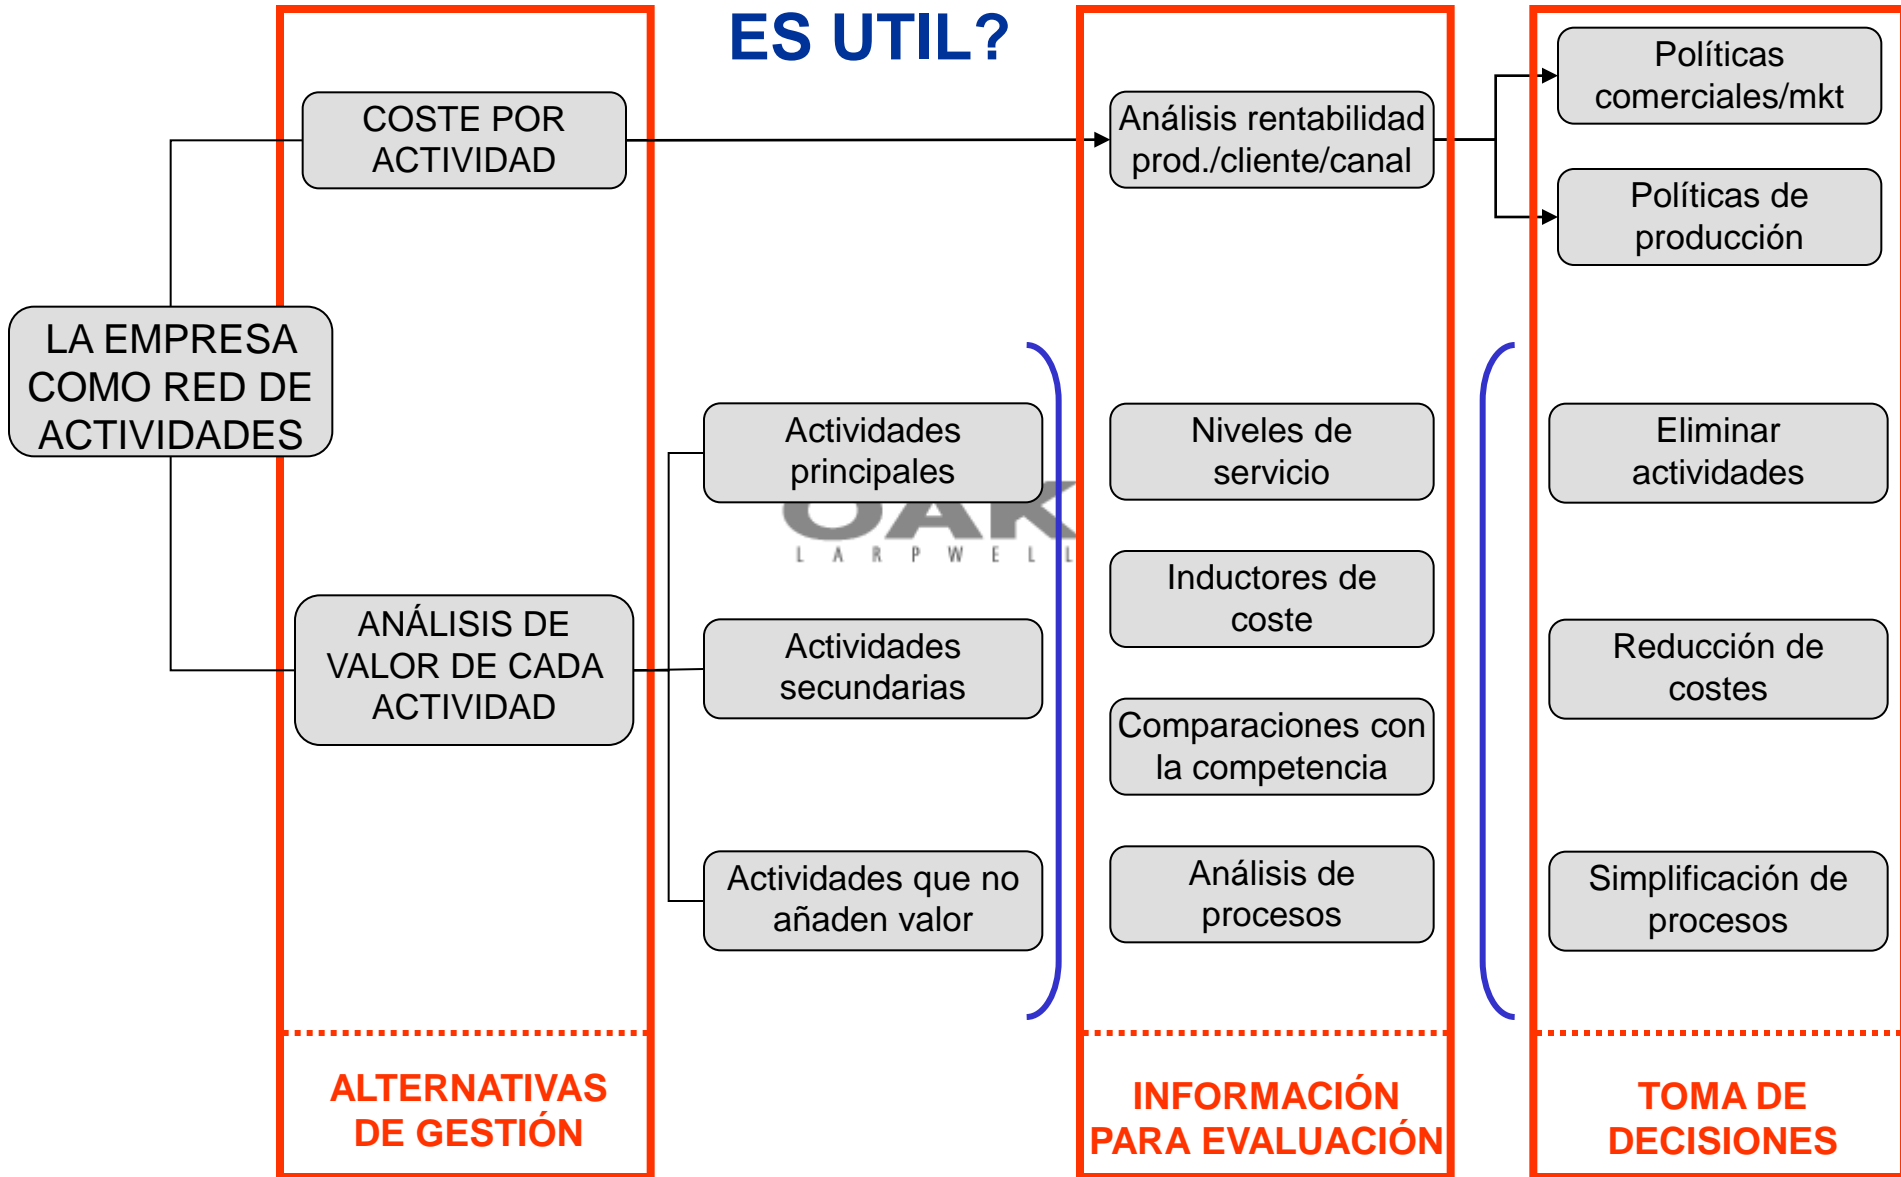 ES UTIL?
COSTE POR
ACTIVIDAD
Análisis rentabilidad
prod./cliente/canal
Políticas
comerciales/mkt
Políticas de
producción
LA EMPRESA
COMO RED DE
ACTIVIDADES
Actividades
principales
Niveles de
servicio
Eliminar
actividades
OAK
LARPWELL
Inductores de
coste
ANÁLISIS DE
VALOR DE CADA
ACTIVIDAD
Actividades
secundarias
Reducción de
costes
Comparaciones con
la competencia
Actividades que no
añaden valor
Análisis de
procesos
Simplificación de
procesos
ALTERNATIVAS
DE GESTIÓN
INFORMACIÓN
PARA EVALUACIÓN
TOMA DE
DECISIONES